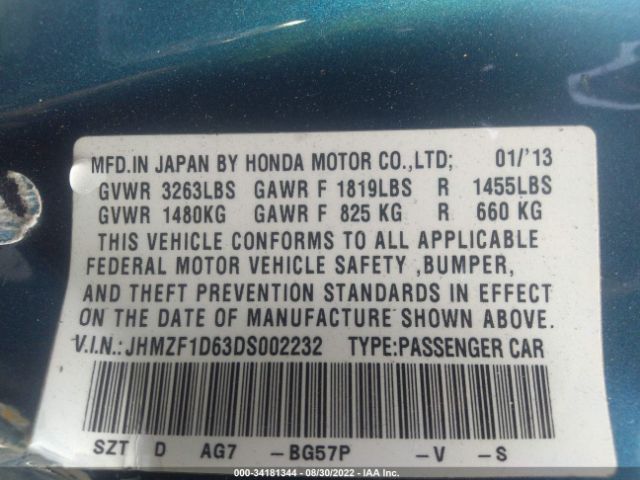 MFD.IN JAPAN BY HONDA MOTOR CO.,LTD; 01/'13
GVWR 3263LBS GAWR F 1819LBS R 1455LBS
GVWR 1480KG GAWR F 825 KG R 660 KG
THIS VEHICLE CONFORMS TO ALL APPLICABLE
FEDERAL MOTOR VEHICLE SAFETY ,BUMPER,
AND THEFT PREVENTION STANDARDS IN EFFECT
ON THE DATE OF MANUFACTURE SHOWN ABOVE.
V.I.N.:JHMZF1D63DS002232 TYPE:PASSENGER CAR
SZT D AG7 -BG57P -V -S
000-34181344 - 08/30/2022 - IAA Inc.